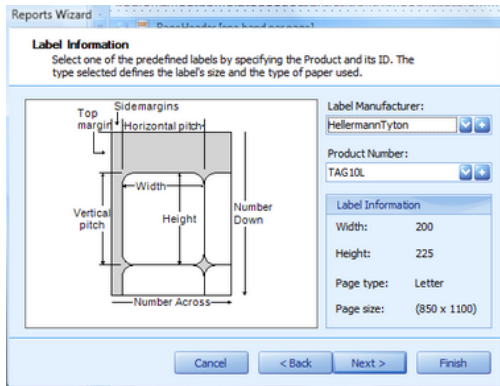 Reports Wizard
PageHeader [one band per page]
Label Information
Select one of the predefined labels by specifying the Product and its ID. The
type selected defines the label's size and the type of paper used.
Sidemargins
Top
margin
Horizontal pitch
Width
Vertical
pitch
Height
Number
Down
Number Across
Label Manufacturer:
HellermannTyton
Product Number:
TAG10L
Label Information
Width: 200
Height: 225
Page type: Letter
Page size: (850 x 1100)
Cancel
< Back
Next >
Finish